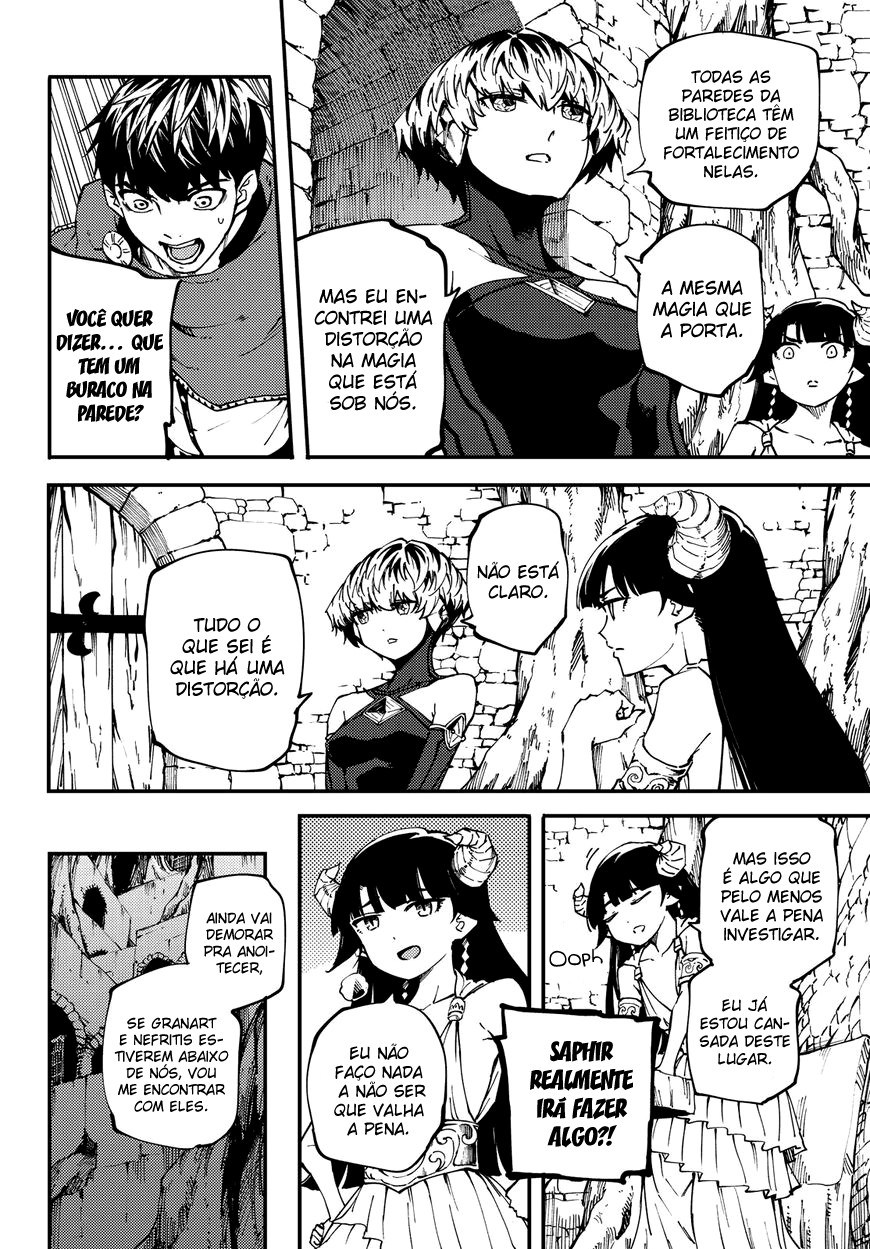 TODAS AS
PAREDES DA
BIBLIOTECA TÊM
UM FEITIÇO DE
FORTALECIMENTO
NELAS.
A MESMA
MAGIA QUE
A PORTA.
MAS EU EN-
CONTREI UMA
DISTORÇÃO
NA MAGIA
QUE ESTÁ
SOB NÓS.
VOCÊ QUER
DIZER... QUE
TEM UM
BURACO NA
PAREDE?
NÃO ESTÁ
CLARO.
TUDO O
QUE SEI É
QUE HÁ UMA
DISTORÇÃO.
MAS ISSO
É ALGO QUE
PELO MENOS
VALE A PENA
INVESTIGAR.
OOPH
EU JÁ
ESTOU CAN-
SADA DESTE
LUGAR.
SAPHIR
REALMENTE
IRÁ FAZER
ALGO?!
EU NÃO
FAÇO NADA
A NÃO SER
QUE VALHA
A PENA.
AINDA VAI
DEMORAR
PRA ANOI-
TECER,
SE GRANART
E NEFRITIS ES-
TIVEREM ABAIXO
DE NÓS, VOU
ME ENCONTRAR
COM ELES.